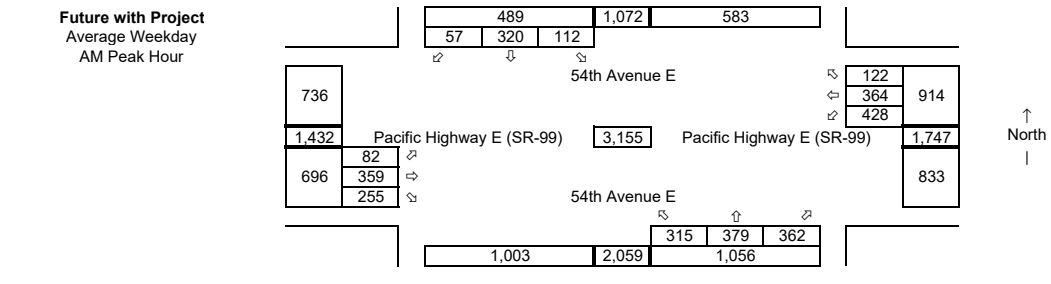 Future with Project
Average Weekday
AM Peak Hour
489 1,072 583
57 320 112
⬃ ⇩ ⬂
54th Avenue E
736
⬁ 122
⇦ 364 914
⬃ 428
1,432 Pacific Highway E (SR-99) 3,155 Pacific Highway E (SR-99) 1,747
82 ⬀
696 359 ⇨
255 ⬂
833
↑
North
|
54th Avenue E
⬁ ⇧ ⬀
315 379 362
1,003 2,059 1,056